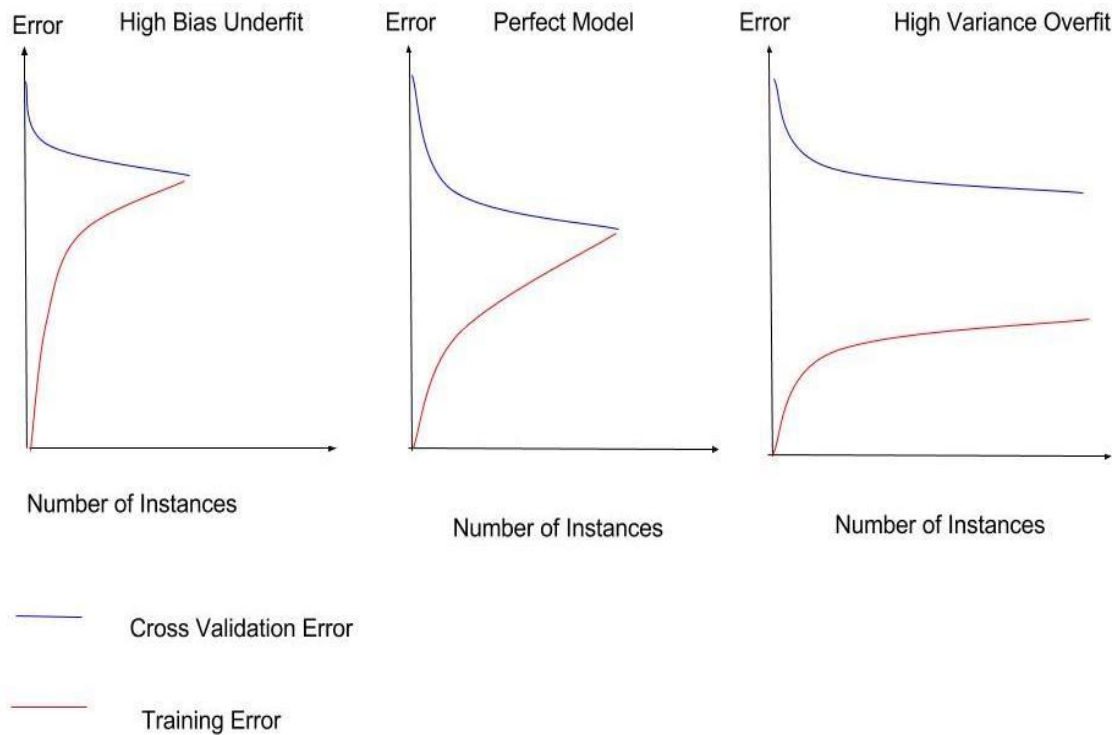 Error
High Bias Underfit
Error
Perfect Model
Error
High Variance Overfit
Number of Instances
Number of Instances
Number of Instances
Cross Validation Error
Training Error